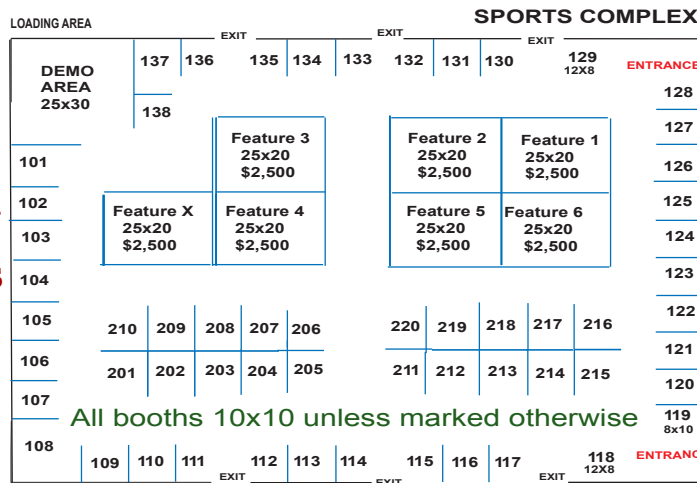 SPORTS COMPLEX
LOADING AREA
EXIT
EXIT
EXIT
137 136 135 134 133 132 131 130 129
12X8
ENTRANCE
DEMO
AREA
25x30
138
128
127
126
125
124
123
122
121
120
119
8x10
101
102
103
104
105
106
107
108
Feature 3
25x20
$2,500
Feature 2
25x20
$2,500
Feature 1
25x20
$2,500
Feature X
25x20
$2,500
Feature 4
25x20
$2,500
Feature 5
25x20
$2,500
Feature 6
25x20
$2,500
210 209 208 207 206
201 202 203 204 205
220 219 218 217 216
211 212 213 214 215
All booths 10x10 unless marked otherwise
109 110 111 112 113 114 115 116 117 118
12X8
ENTRANC
EXIT
EXIT
EXIT